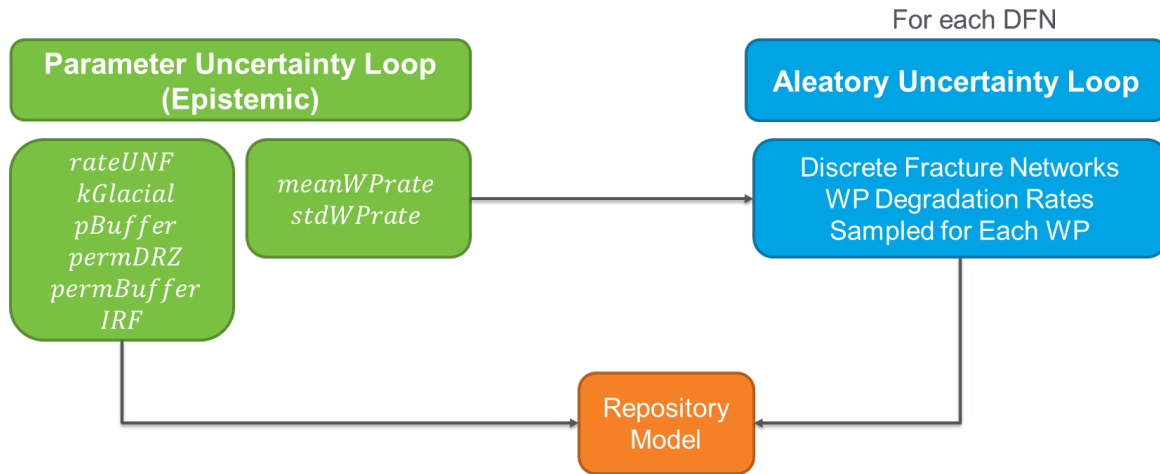 For each DFN
Parameter Uncertainty Loop
(Epistemic)
Aleatory Uncertainty Loop
rateUNF
kGlacial
pBuffer
permDRZ
permBuffer
IRF
meanWPrate
stdWPrate
Discrete Fracture Networks
WP Degradation Rates
Sampled for Each WP
Repository
Model